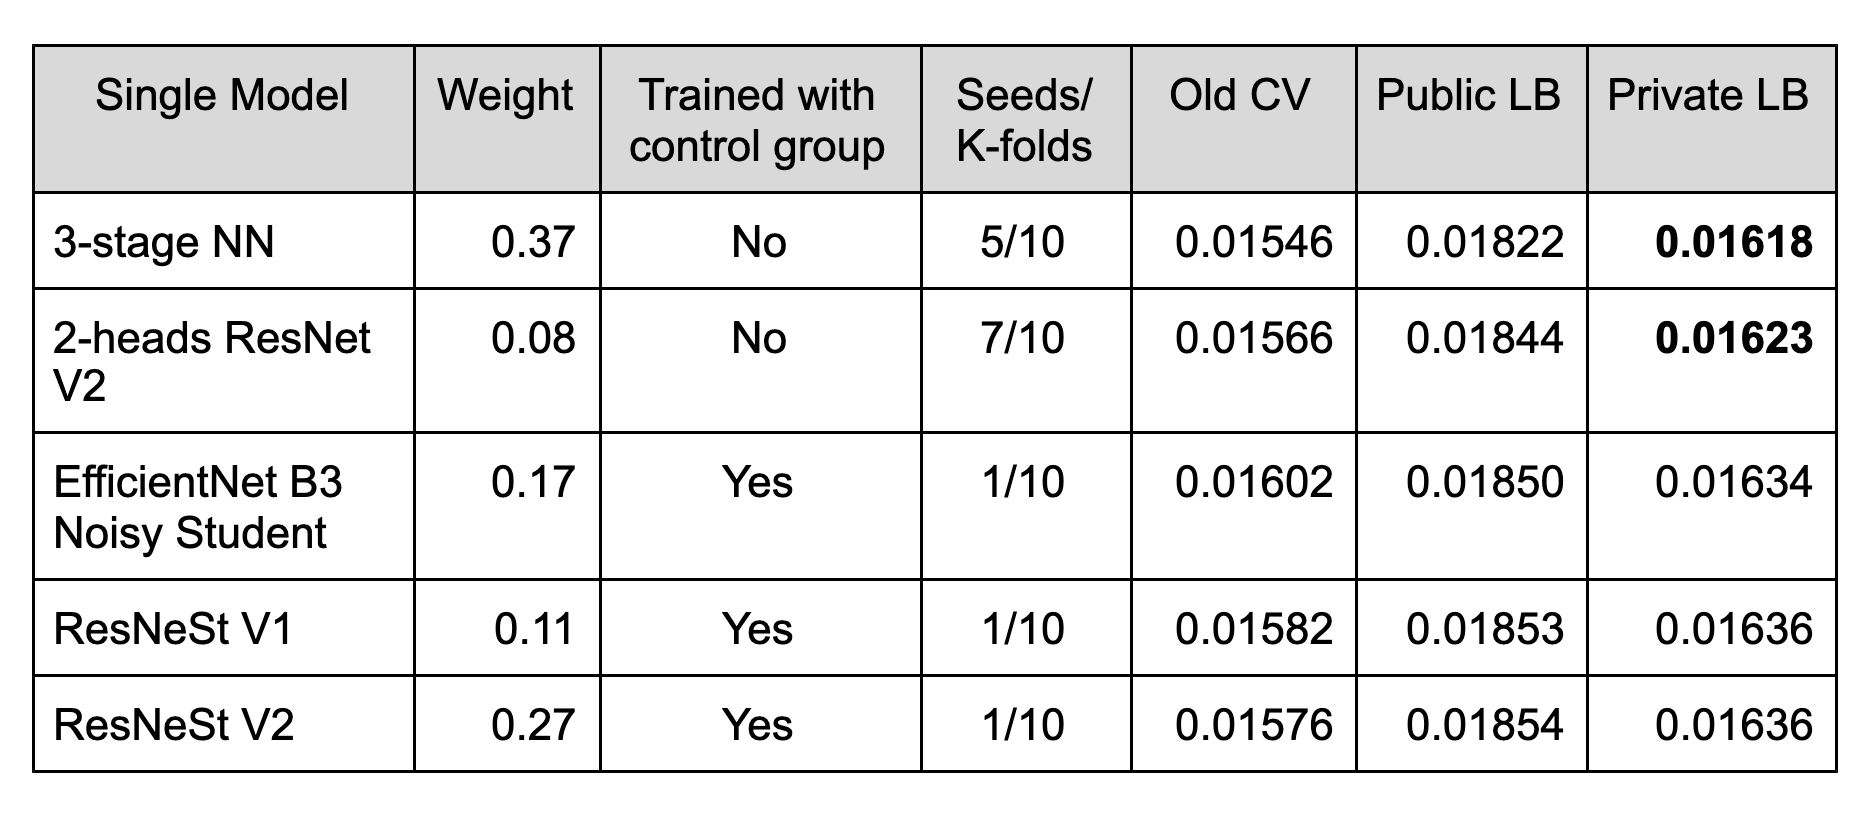 Single Model Weight Trained with control group Seeds/ K-folds Old CV Public LB Private LB
3-stage NN 0.37 No 5/10 0.01546 0.01822 0.01618
2-heads ResNet V2 0.08 No 7/10 0.01566 0.01844 0.01623
EfficientNet B3 Noisy Student 0.17 Yes 1/10 0.01602 0.01850 0.01634
ResNeSt V1 0.11 Yes 1/10 0.01582 0.01853 0.01636
ResNeSt V2 0.27 Yes 1/10 0.01576 0.01854 0.01636